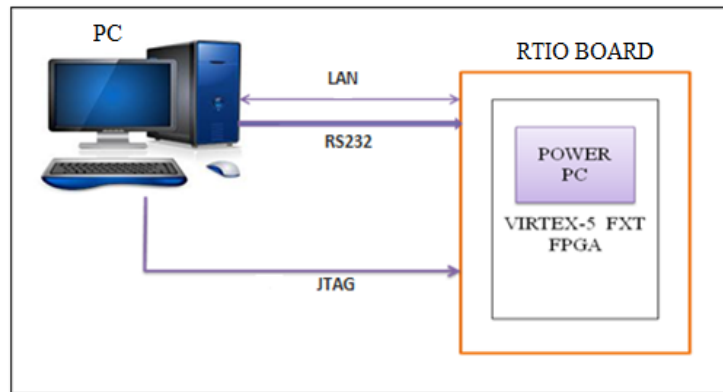 PC
RTIO BOARD
LAN
RS232
POWER
PC
VIRTEX-5 FXT
FPGA
JTAG